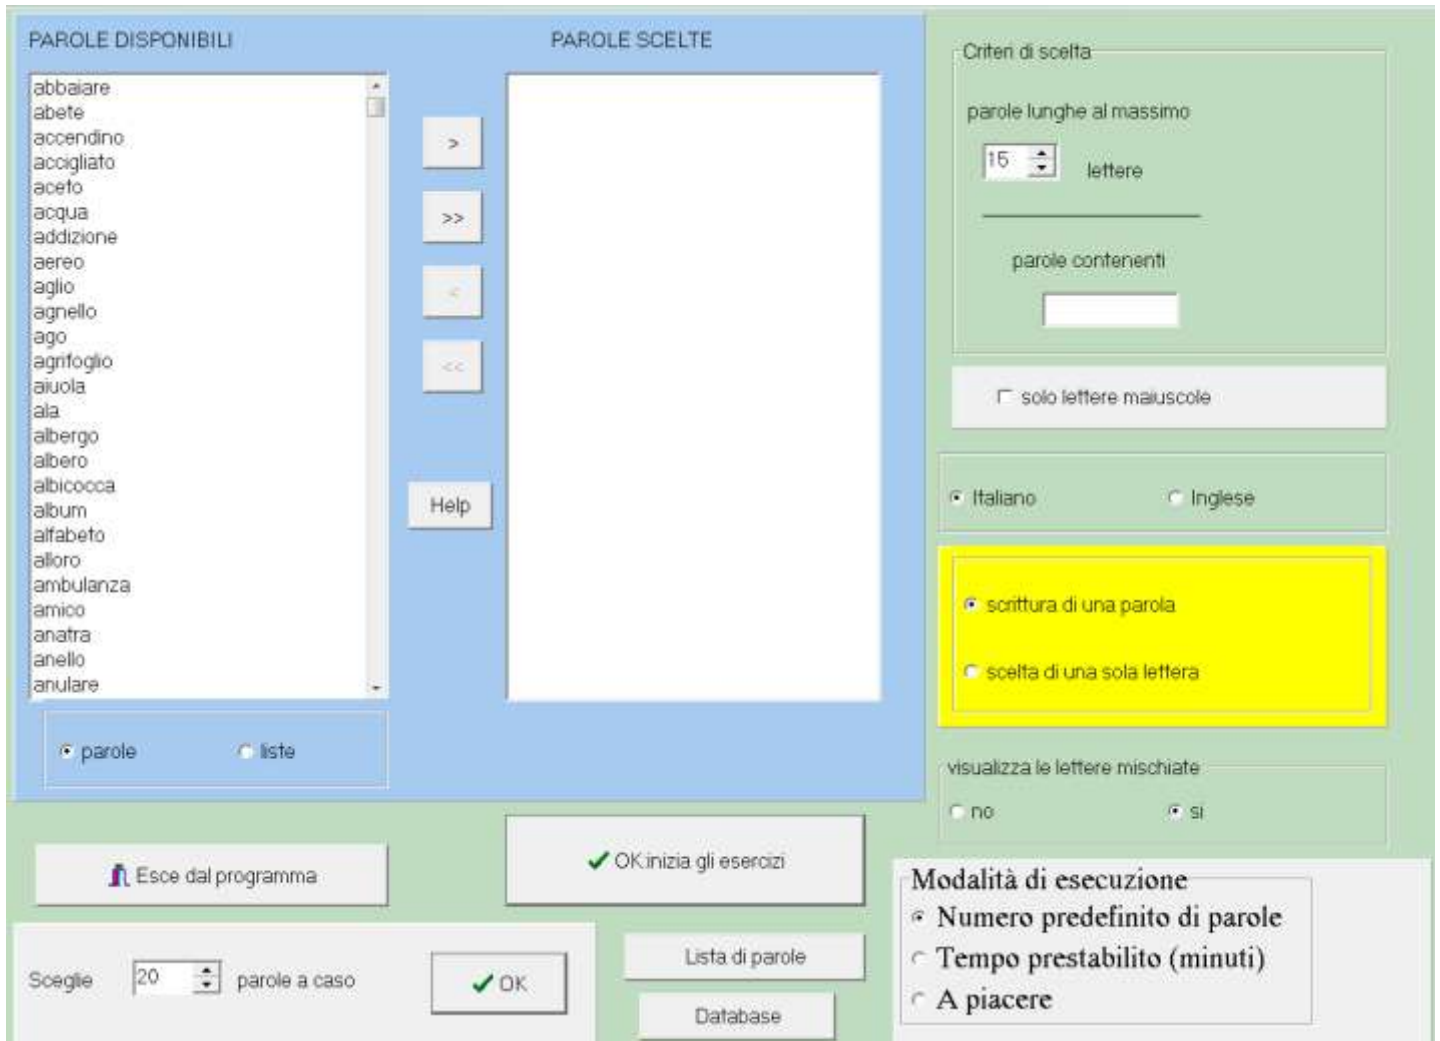 PAROLE DISPONIBILI
abbaiare
abete
accendino
accigliato
aceto
acqua
addizione
aereo
aglio
agnello
ago
agrifoglio
aiuola
ala
albergo
albero
albicocca
album
alfabeto
alloro
ambulanza
amico
anatra
anello
anulare
parole liste
>
>>
<
<<
Help
PAROLE SCELTE
Criteri di scelta
parole lunghe al massimo
15 lettere
parole contenenti
solo lettere maiuscole
Italiano Inglese
scrittura di una parola
scelta di una sola lettera
visualizza le lettere mischiate
no si
Esce dal programma
OK inizia gli esercizi
Sceglie 20 parole a caso
OK
Lista di parole
Database
Modalità di esecuzione
Numero predefinito di parole
Tempo prestabilito (minuti)
A piacere